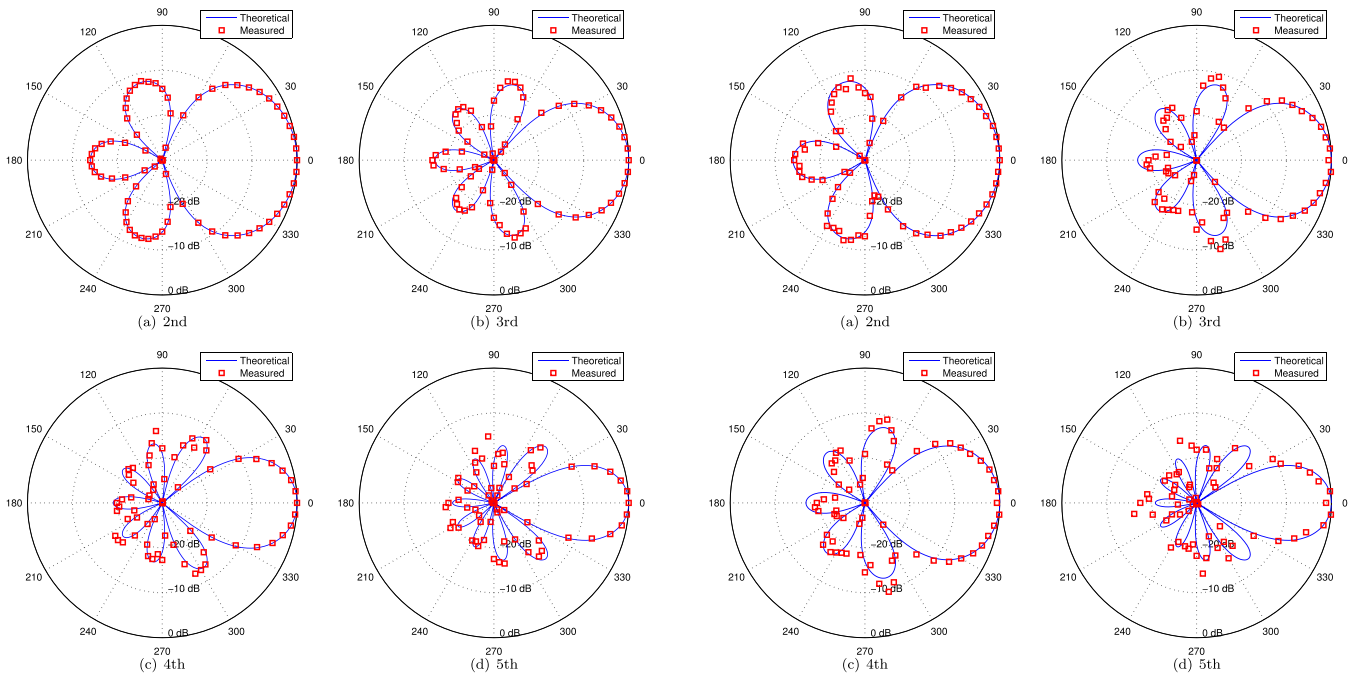 90
Theoretical
Measured
120
150
180
210
240
270
300
330
0
30
−20 dB
−10 dB
0 dB
(a) 2nd
90
Theoretical
Measured
120
150
180
210
240
270
300
330
0
30
−20 dB
−10 dB
0 dB
(b) 3rd
90
Theoretical
Measured
120
150
180
210
240
270
300
330
0
30
−20 dB
−10 dB
0 dB
(a) 2nd
90
Theoretical
Measured
120
150
180
210
240
270
300
330
0
30
−20 dB
−10 dB
0 dB
(b) 3rd
90
Theoretical
Measured
120
150
180
210
240
270
300
330
0
30
−20 dB
−10 dB
0 dB
(c) 4th
90
Theoretical
Measured
120
150
180
210
240
270
300
330
0
30
−20 dB
−10 dB
0 dB
(d) 5th
90
Theoretical
Measured
120
150
180
210
240
270
300
330
0
30
−20 dB
−10 dB
0 dB
(c) 4th
90
Theoretical
Measured
120
150
180
210
240
270
300
330
0
30
−20 dB
−10 dB
0 dB
(d) 5th